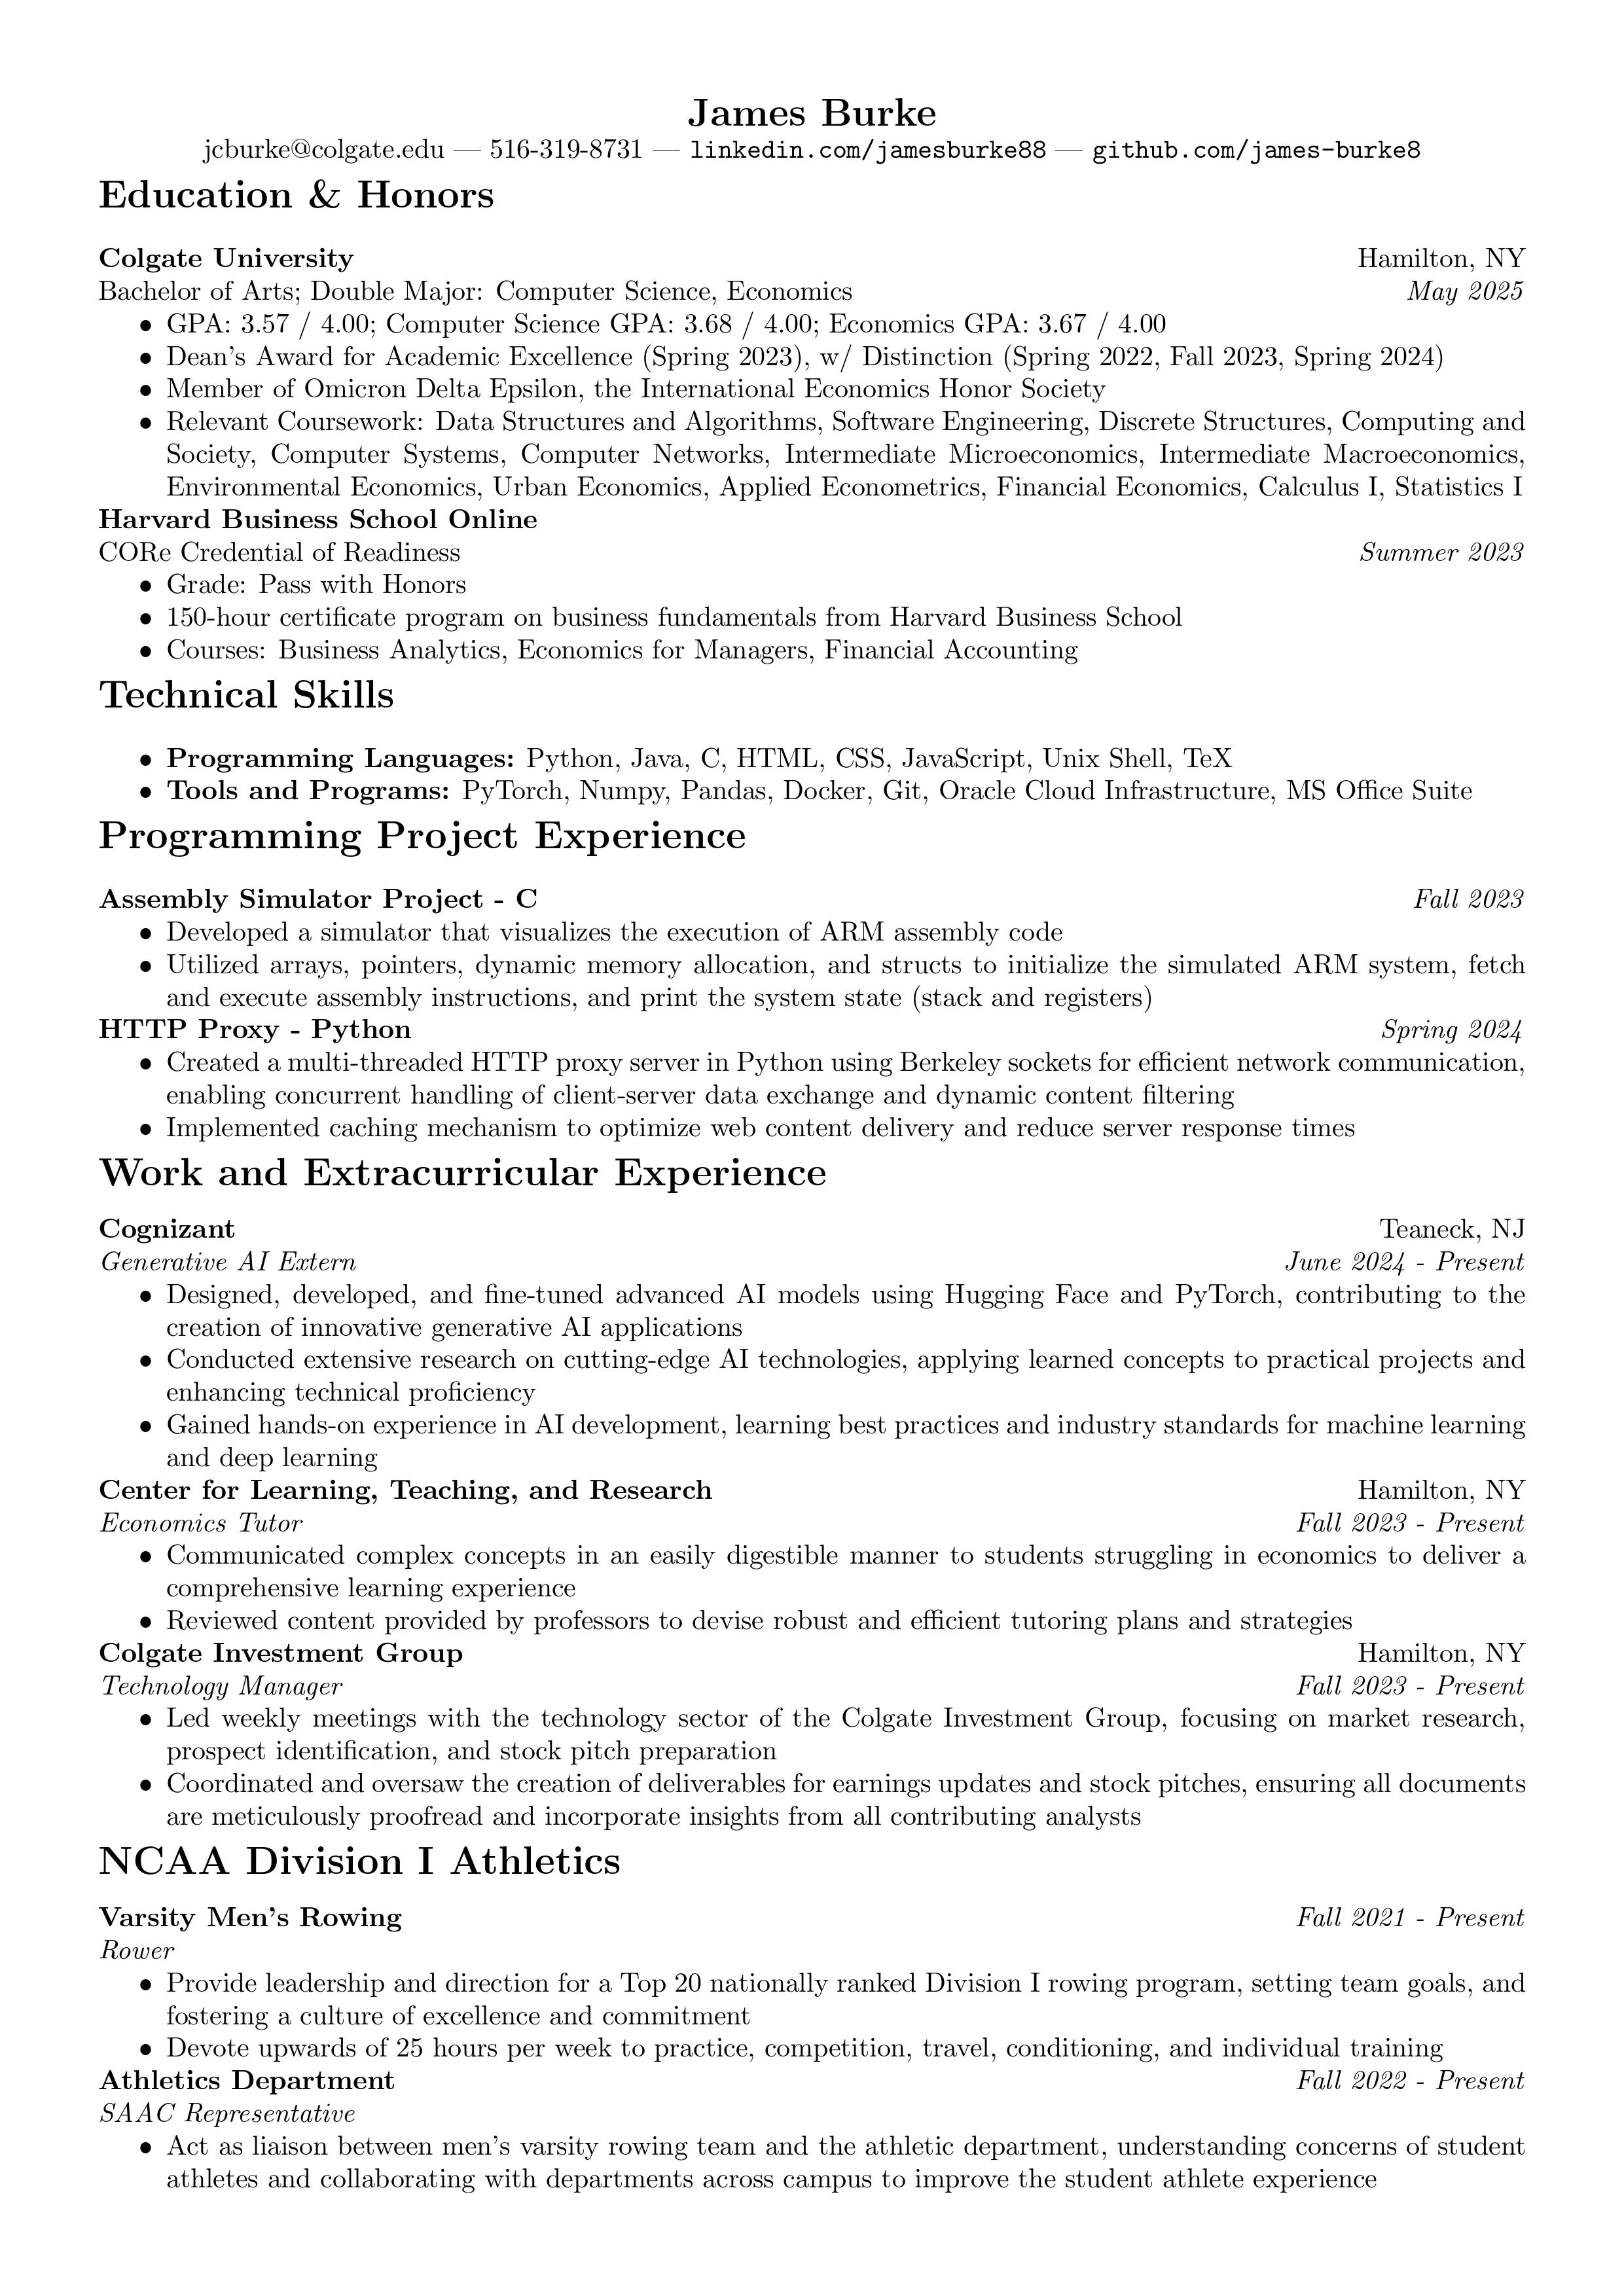 James Burke
jcburke@colgate.edu — 516-319-8731 — linkedin.com/jamesburke88 — github.com/james-burke8
Education & Honors
Colgate University Hamilton, NY
Bachelor of Arts; Double Major: Computer Science, Economics May 2025
• GPA: 3.57 / 4.00; Computer Science GPA: 3.68 / 4.00; Economics GPA: 3.67 / 4.00
• Dean's Award for Academic Excellence (Spring 2023), w/ Distinction (Spring 2022, Fall 2023, Spring 2024)
• Member of Omicron Delta Epsilon, the International Economics Honor Society
• Relevant Coursework: Data Structures and Algorithms, Software Engineering, Discrete Structures, Computing and
Society, Computer Systems, Computer Networks, Intermediate Microeconomics, Intermediate Macroeconomics,
Environmental Economics, Urban Economics, Applied Econometrics, Financial Economics, Calculus I, Statistics I
Harvard Business School Online
CORe Credential of Readiness Summer 2023
• Grade: Pass with Honors
• 150-hour certificate program on business fundamentals from Harvard Business School
• Courses: Business Analytics, Economics for Managers, Financial Accounting
Technical Skills
• Programming Languages: Python, Java, C, HTML, CSS, JavaScript, Unix Shell, TeX
• Tools and Programs: PyTorch, Numpy, Pandas, Docker, Git, Oracle Cloud Infrastructure, MS Office Suite
Programming Project Experience
Assembly Simulator Project - C Fall 2023
• Developed a simulator that visualizes the execution of ARM assembly code
• Utilized arrays, pointers, dynamic memory allocation, and structs to initialize the simulated ARM system, fetch
and execute assembly instructions, and print the system state (stack and registers)
HTTP Proxy - Python Spring 2024
• Created a multi-threaded HTTP proxy server in Python using Berkeley sockets for efficient network communication,
enabling concurrent handling of client-server data exchange and dynamic content filtering
• Implemented caching mechanism to optimize web content delivery and reduce server response times
Work and Extracurricular Experience
Cognizant Teaneck, NJ
Generative AI Extern June 2024 - Present
• Designed, developed, and fine-tuned advanced AI models using Hugging Face and PyTorch, contributing to the
creation of innovative generative AI applications
• Conducted extensive research on cutting-edge AI technologies, applying learned concepts to practical projects and
enhancing technical proficiency
• Gained hands-on experience in AI development, learning best practices and industry standards for machine learning
and deep learning
Center for Learning, Teaching, and Research Hamilton, NY
Economics Tutor Fall 2023 - Present
• Communicated complex concepts in an easily digestible manner to students struggling in economics to deliver a
comprehensive learning experience
• Reviewed content provided by professors to devise robust and efficient tutoring plans and strategies
Colgate Investment Group Hamilton, NY
Technology Manager Fall 2023 - Present
• Led weekly meetings with the technology sector of the Colgate Investment Group, focusing on market research,
prospect identification, and stock pitch preparation
• Coordinated and oversaw the creation of deliverables for earnings updates and stock pitches, ensuring all documents
are meticulously proofread and incorporate insights from all contributing analysts
NCAA Division I Athletics
Varsity Men's Rowing Fall 2021 - Present
Rower
• Provide leadership and direction for a Top 20 nationally ranked Division I rowing program, setting team goals, and
fostering a culture of excellence and commitment
• Devote upwards of 25 hours per week to practice, competition, travel, conditioning, and individual training
Athletics Department Fall 2022 - Present
SAAC Representative
• Act as liaison between men's varsity rowing team and the athletic department, understanding concerns of student
athletes and collaborating with departments across campus to improve the student athlete experience